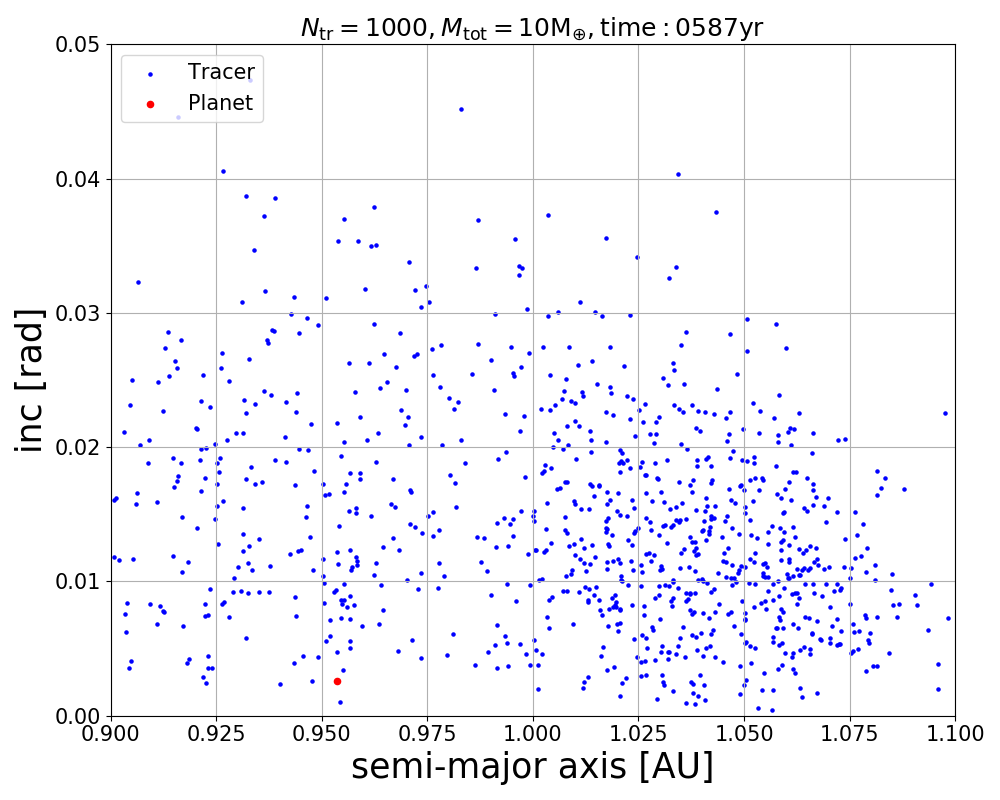 N_tr = 1000, M_tot = 10M_⊕, time : 0587yr
0.05
Tracer
Planet
0.04
0.03
inc [rad]
0.02
0.01
0.00
0.900 0.925 0.950 0.975 1.000 1.025 1.050 1.075 1.100
semi-major axis [AU]